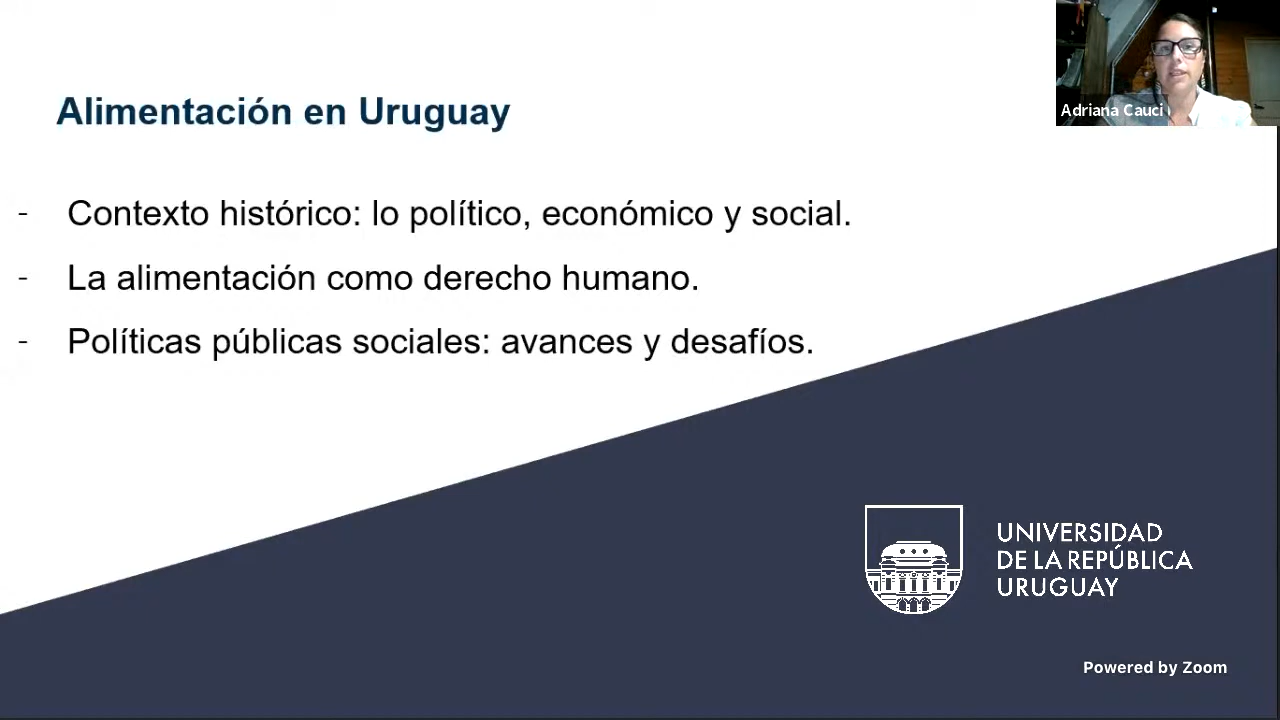 Alimentación en Uruguay
- Contexto histórico: lo político, económico y social.
- La alimentación como derecho humano.
- Políticas públicas sociales: avances y desafíos.
Adriana Cauci
UNIVERSIDAD
DE LA REPÚBLICA
URUGUAY
Powered by Zoom